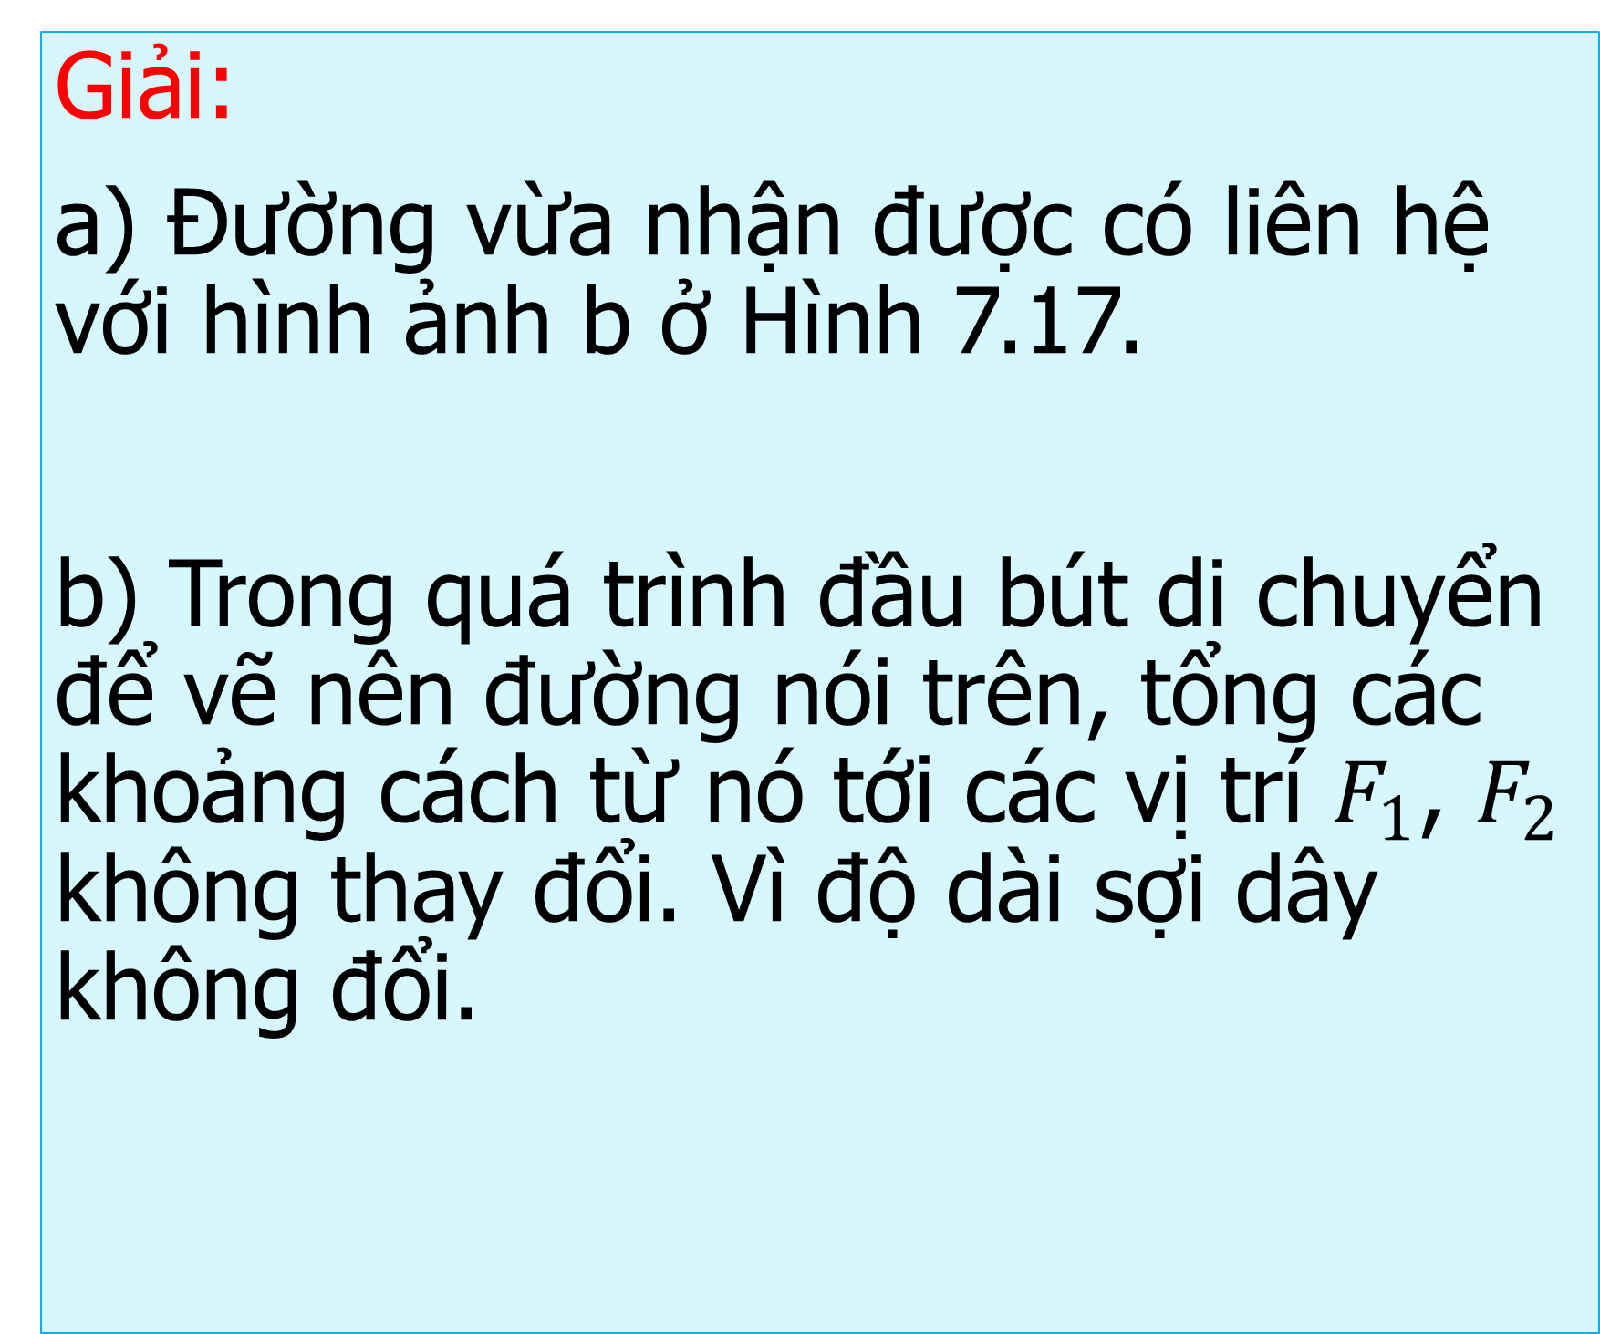 Giải:
a) Đường vừa nhận được có liên hệ
với hình ảnh b ở Hình 7.17.
b) Trong quá trình đầu bút di chuyển
để vẽ nên đường nói trên, tổng các
khoảng cách từ nó tới các vị trí F₁, F₂
không thay đổi. Vì độ dài sợi dây
không đổi.